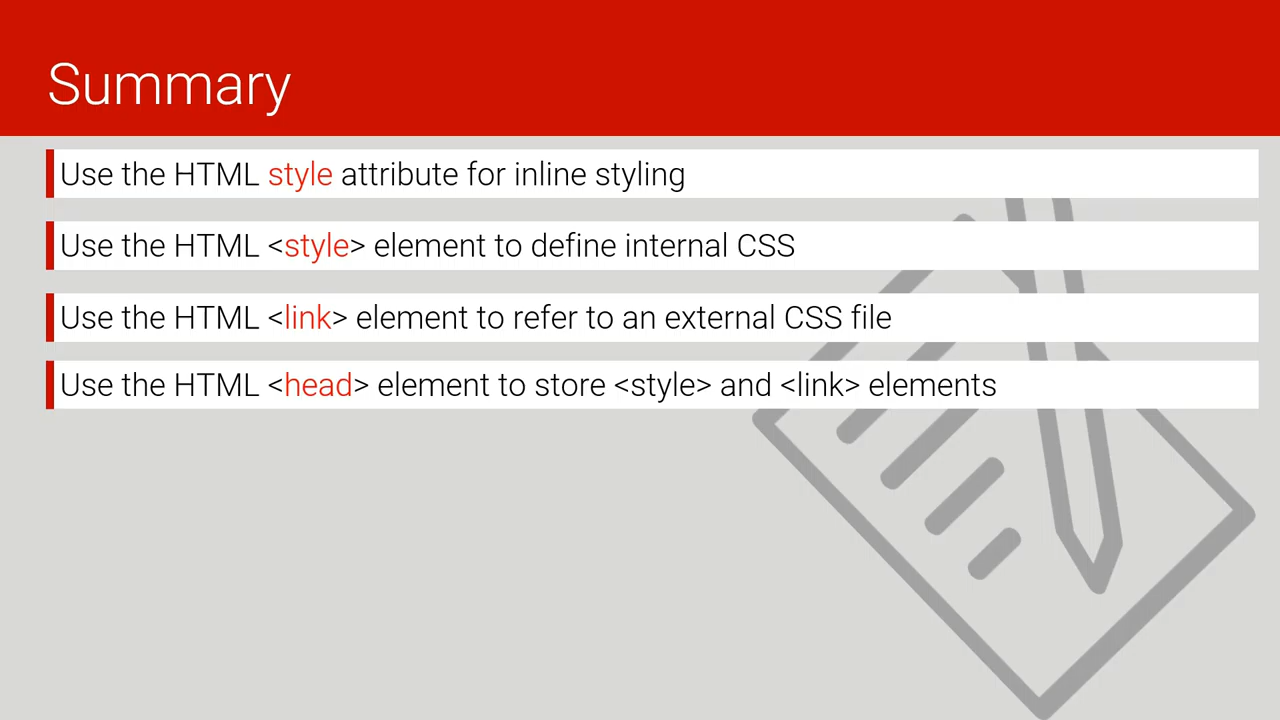 Summary
Use the HTML style attribute for inline styling
Use the HTML <style> element to define internal CSS
Use the HTML <link> element to refer to an external CSS file
Use the HTML <head> element to store <style> and <link> elements